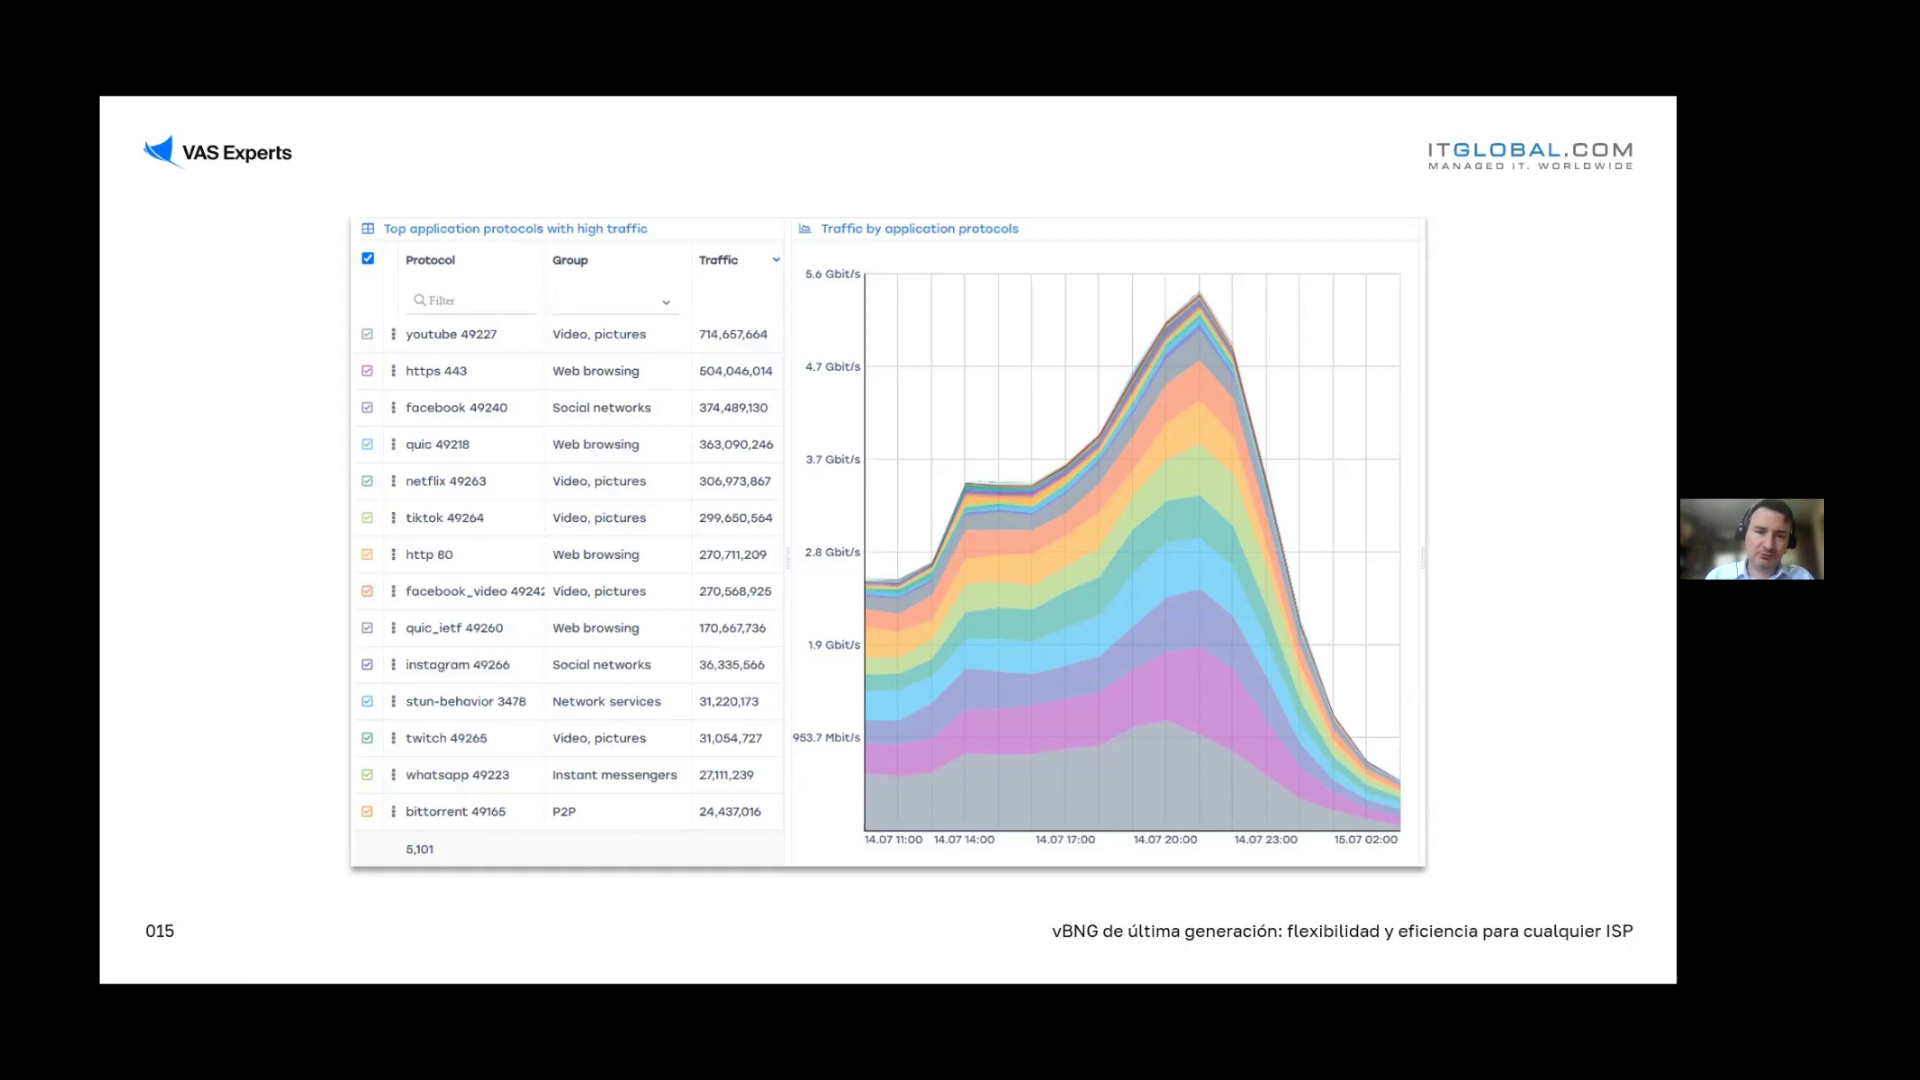 VAS Experts
ITGLOBAL.COM
MANAGED IT. WORLDWIDE
Top application protocols with high traffic
Protocol Group Traffic
Filter
youtube 49227 Video, pictures 714,657,664
https 443 Web browsing 504,046,014
facebook 49240 Social networks 374,489,130
quic 49218 Web browsing 363,090,246
netflix 49263 Video, pictures 306,973,867
tiktok 49264 Video, pictures 299,650,564
http 80 Web browsing 270,711,209
facebook_video 49242 Video, pictures 270,568,925
quic_ietf 49260 Web browsing 170,667,736
instagram 49266 Social networks 36,335,566
stun-behavior 3478 Network services 31,220,173
twitch 49265 Video, pictures 31,054,727
whatsapp 49223 Instant messengers 27,111,239
bittorrent 49165 P2P 24,437,016
5,101
Traffic by application protocols
5.6 Gbit/s
4.7 Gbit/s
3.7 Gbit/s
2.8 Gbit/s
1.9 Gbit/s
953.7 Mbit/s
14.07 11:00 14.07 14:00 14.07 17:00 14.07 20:00 14.07 23:00 15.07 02:00
015
vBNG de última generación: flexibilidad y eficiencia para cualquier ISP